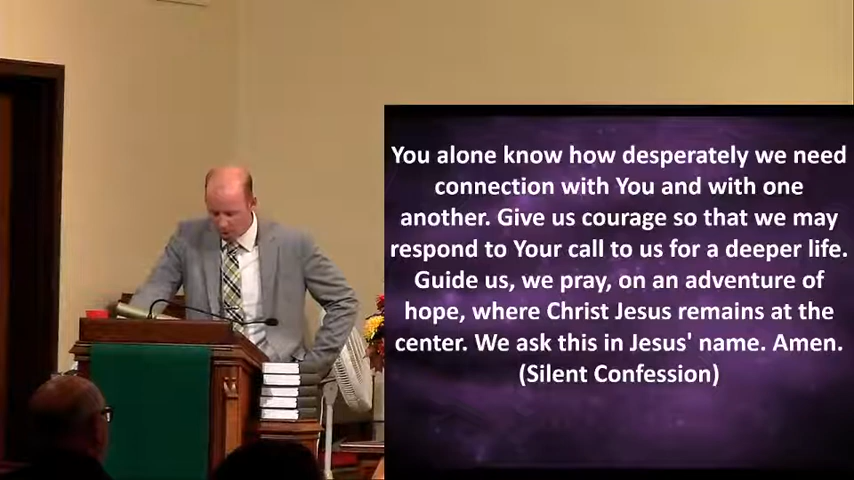 You alone know how desperately we need
connection with You and with one
another. Give us courage so that we may
respond to Your call to us for a deeper life.
Guide us, we pray, on an adventure of
hope, where Christ Jesus remains at the
center. We ask this in Jesus' name. Amen.
(Silent Confession)